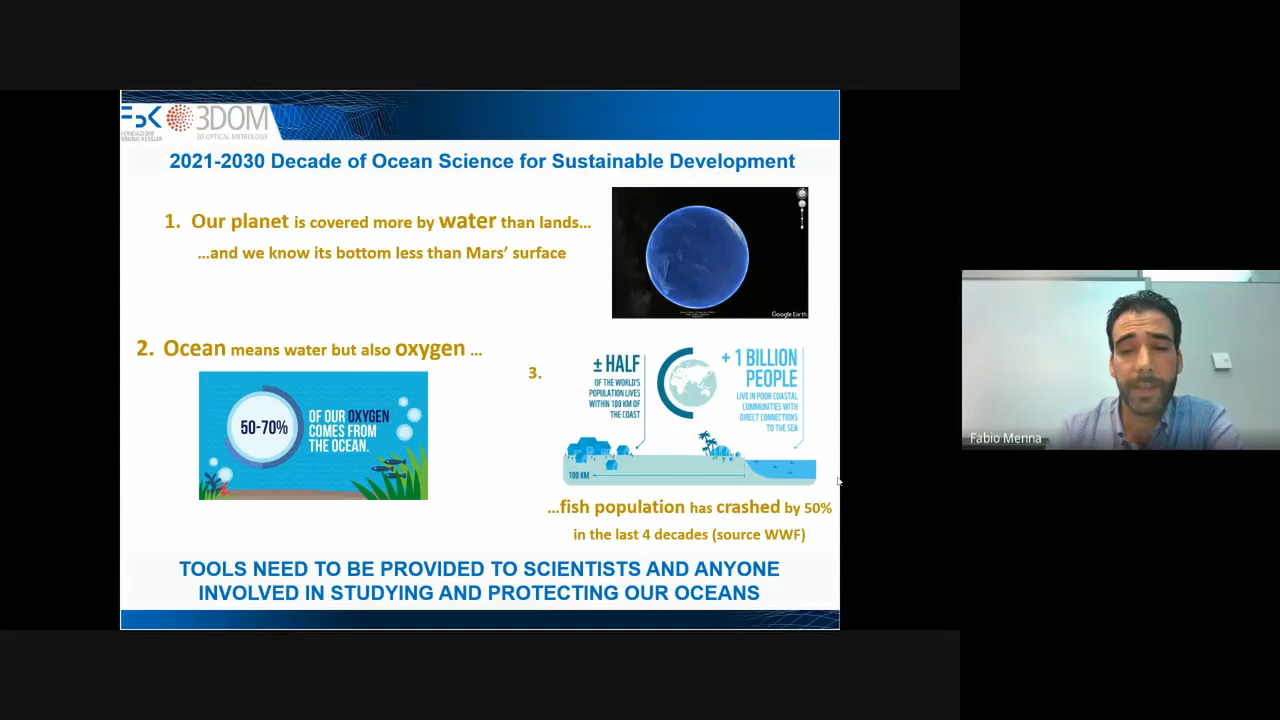 FBK
FONDAZIONE
BRUNO KESSLER
3DOM
3D OPTICAL METROLOGY
2021-2030 Decade of Ocean Science for Sustainable Development
1. Our planet is covered more by water than lands...
...and we know its bottom less than Mars' surface
Google Earth
2. Ocean means water but also oxygen ...
50-70%
OF OUR OXYGEN
COMES FROM
THE OCEAN.
3.
± HALF
OF THE WORLD'S
POPULATION LIVES
WITHIN 100 KM OF
THE COAST
+ 1 BILLION
PEOPLE
LIVE IN POOR COASTAL
COMMUNITIES WITH
DIRECT CONNECTIONS
TO THE SEA
100 KM
...fish population has crashed by 50%
in the last 4 decades (source WWF)
TOOLS NEED TO BE PROVIDED TO SCIENTISTS AND ANYONE
INVOLVED IN STUDYING AND PROTECTING OUR OCEANS
Fabio Menna